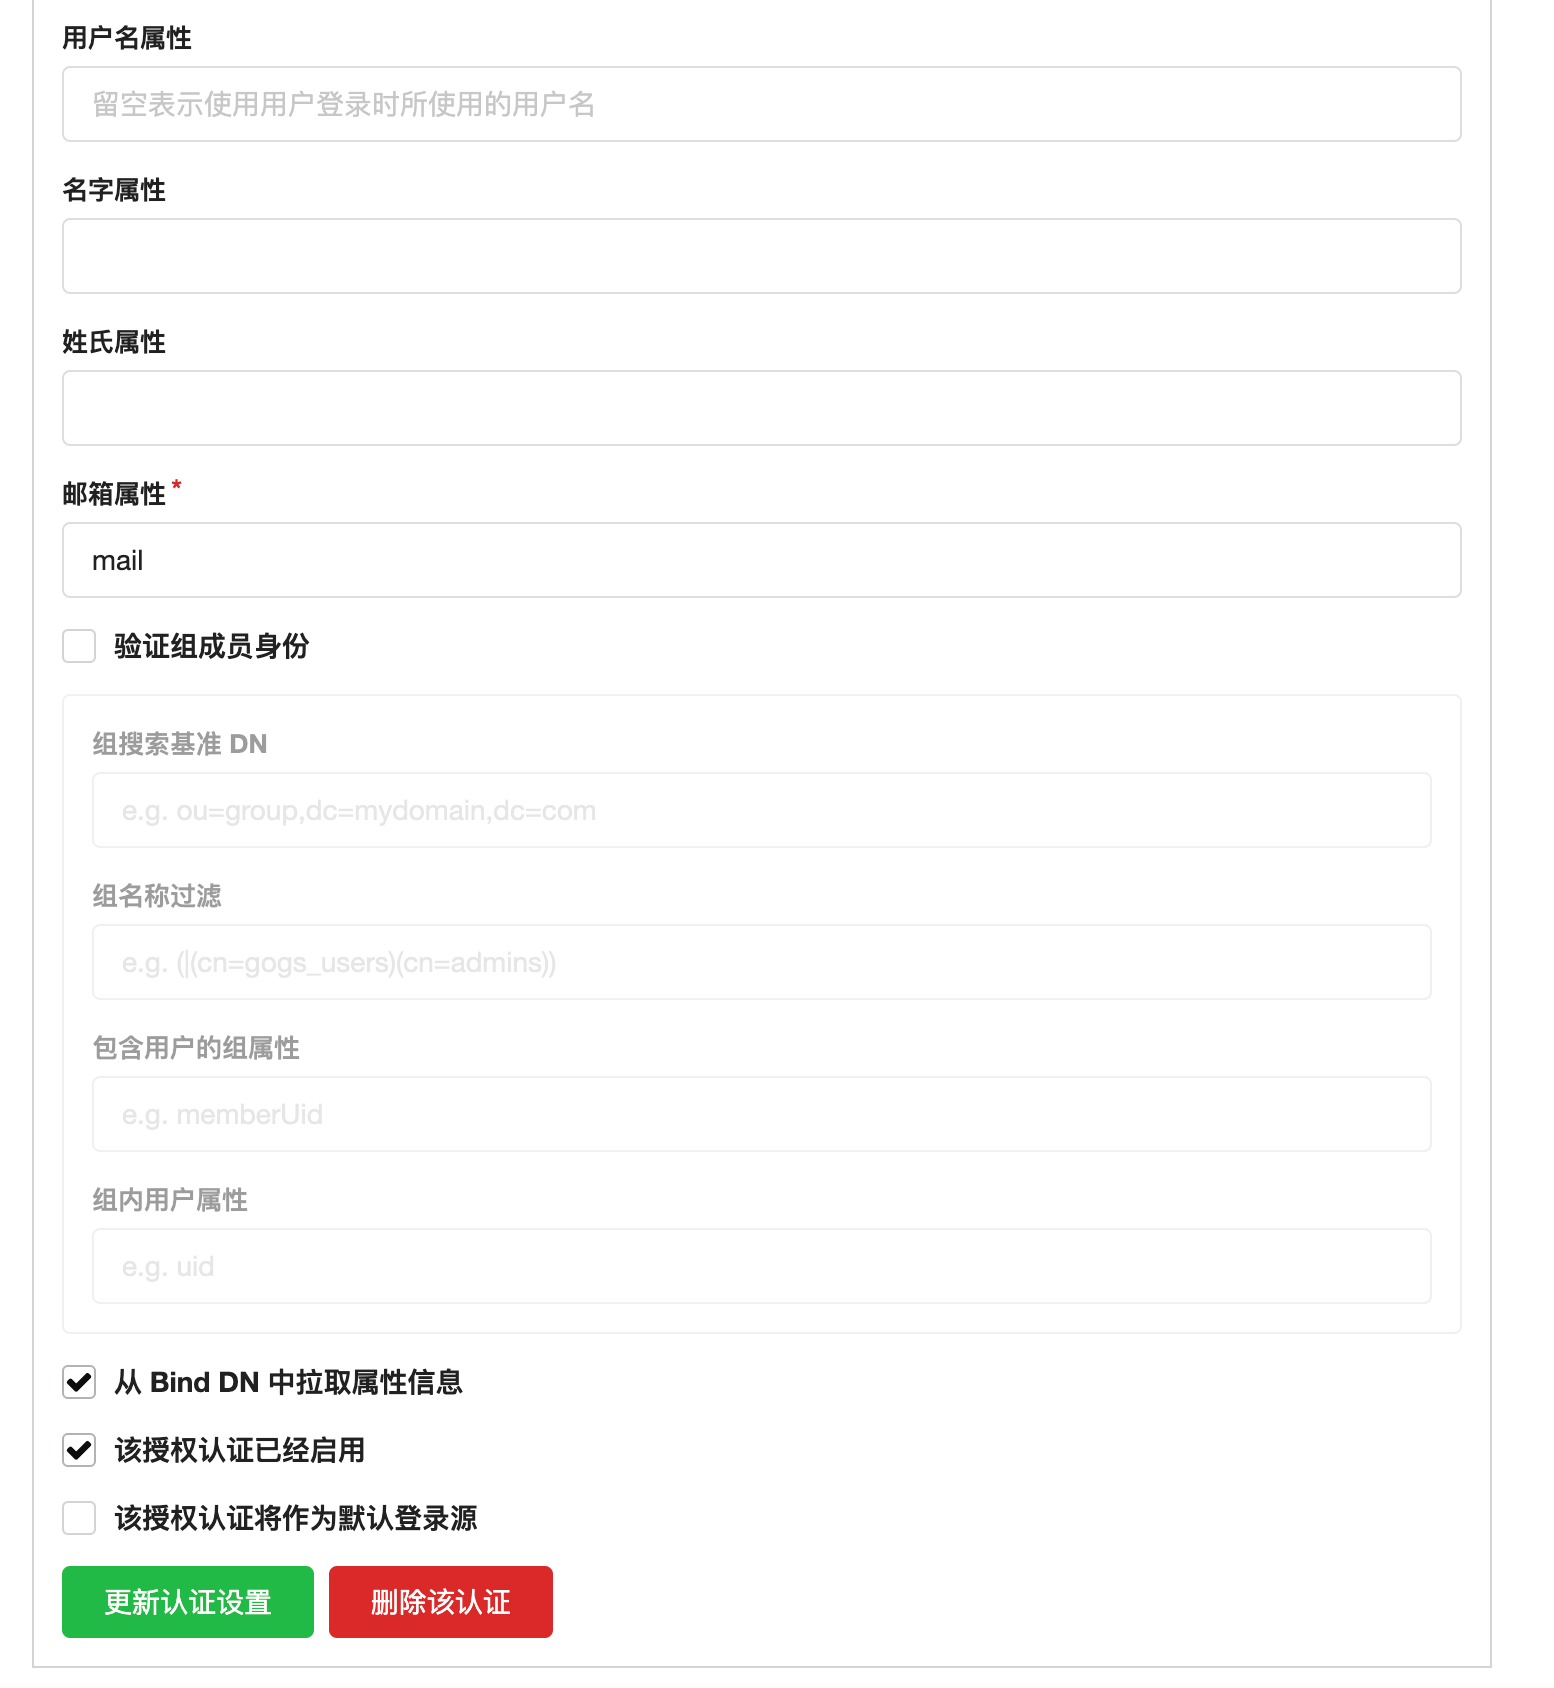 用户名属性
留空表示使用用户登录时所使用的用户名
名字属性
姓氏属性
邮箱属性 *
mail
验证组成员身份
组搜索基准 DN
e.g. ou=group,dc=mydomain,dc=com
组名称过滤
e.g. (|(cn=gogs_users)(cn=admins))
包含用户的组属性
e.g. memberUid
组内用户属性
e.g. uid
从 Bind DN 中拉取属性信息
该授权认证已经启用
该授权认证将作为默认登录源
更新认证设置 删除该认证